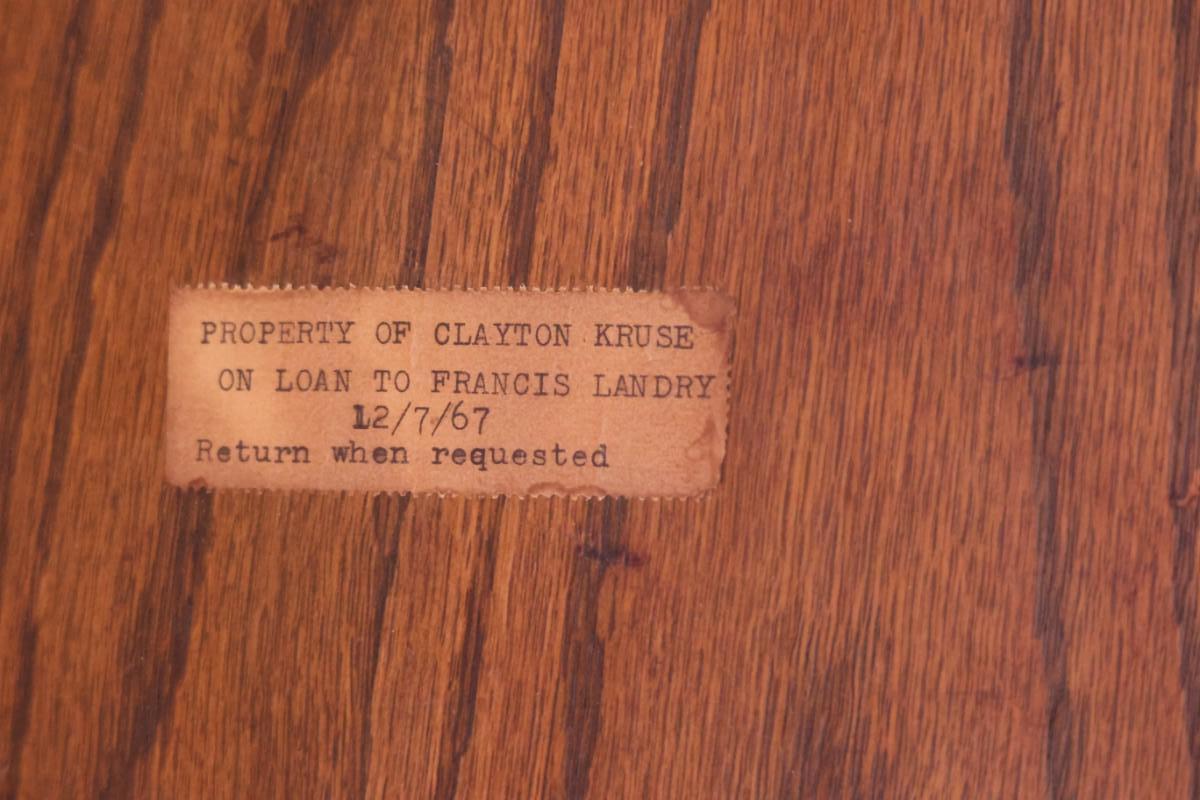 PROPERTY OF CLAYTON KRUSE
ON LOAN TO FRANCIS LANDRY
12/7/67
Return when requested